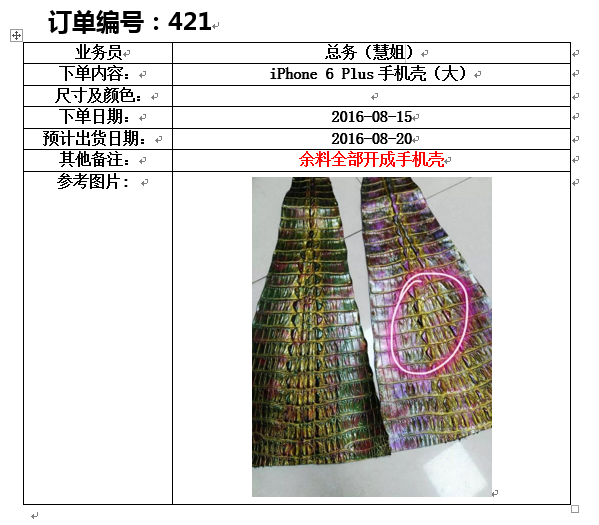 订单编号：421
业务员 总务（慧姐）
下单内容： iPhone 6 Plus手机壳（大）
尺寸及颜色：
下单日期： 2016-08-15
预计出货日期： 2016-08-20
其他备注： 余料全部开成手机壳
参考图片：